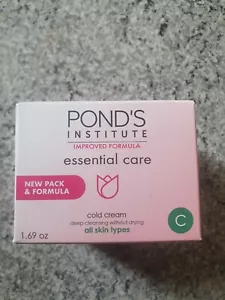 POND'S
INSTITUTE
IMPROVED FORMULA
essential care
NEW PACK
& FORMULA
cold cream
deep cleansing without drying
all skin types
C
1.69 oz